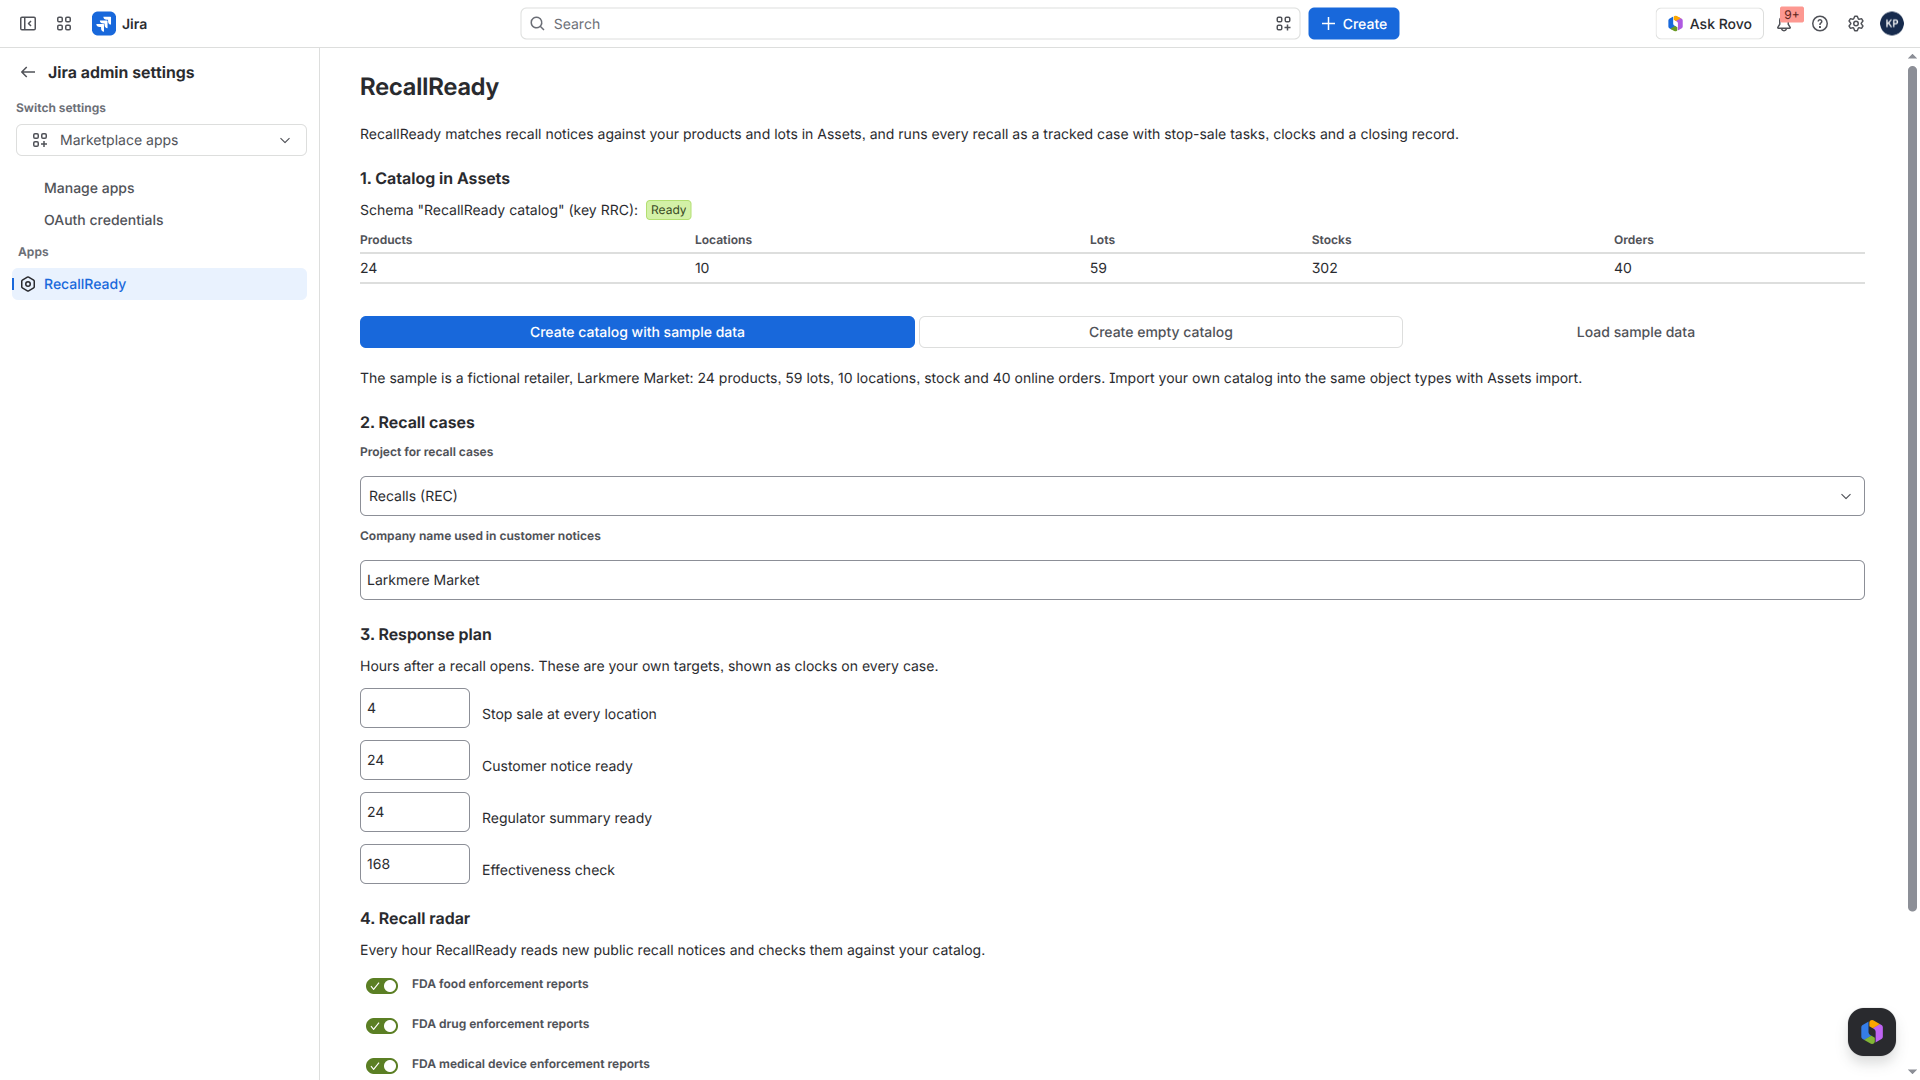 Jira
Search
Create
Ask Rovo
9+
KP
Jira admin settings
Switch settings
Marketplace apps
Manage apps
OAuth credentials
Apps
RecallReady
RecallReady
RecallReady matches recall notices against your products and lots in Assets, and runs every recall as a tracked case with stop-sale tasks, clocks and a closing record.
1. Catalog in Assets
Schema "RecallReady catalog" (key RRC): Ready
Products Locations Lots Stocks Orders
24 10 59 302 40
Create catalog with sample data
Create empty catalog
Load sample data
The sample is a fictional retailer, Larkmere Market: 24 products, 59 lots, 10 locations, stock and 40 online orders. Import your own catalog into the same object types with Assets import.
2. Recall cases
Project for recall cases
Recalls (REC)
Company name used in customer notices
Larkmere Market
3. Response plan
Hours after a recall opens. These are your own targets, shown as clocks on every case.
4 Stop sale at every location
24 Customer notice ready
24 Regulator summary ready
168 Effectiveness check
4. Recall radar
Every hour RecallReady reads new public recall notices and checks them against your catalog.
FDA food enforcement reports
FDA drug enforcement reports
FDA medical device enforcement reports